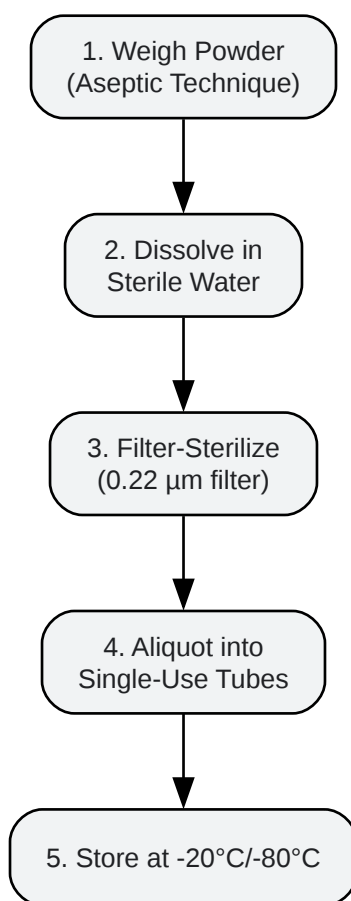 1. Weigh Powder
(Aseptic Technique)
2. Dissolve in
Sterile Water
3. Filter-Sterilize
(0.22 µm filter)
4. Aliquot into
Single-Use Tubes
5. Store at -20°C/-80°C